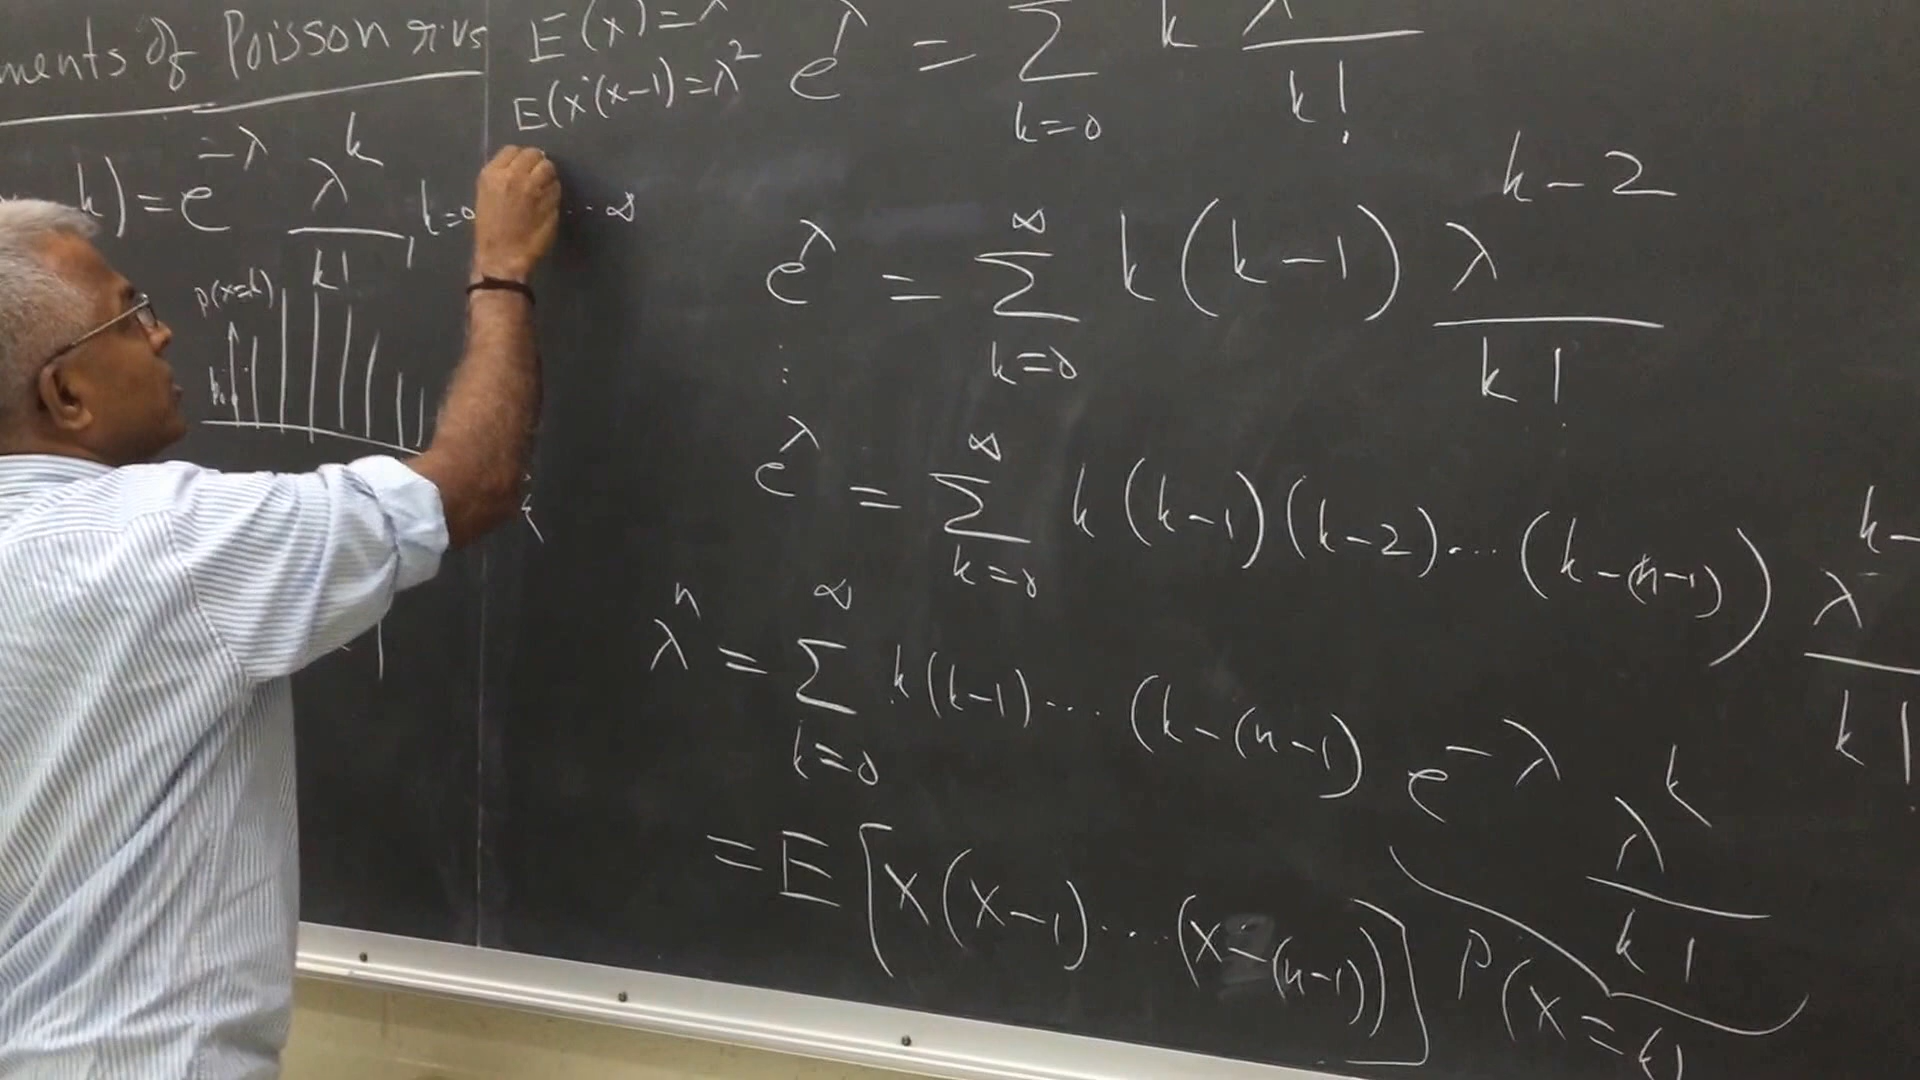 ments of Poisson r.vs
k) = e^{-λ} λ^k / k! , k=0 ... ∞
P(X=k)
E(X) = λ
E(X(X-1)) = λ^2
e^λ = Σ_{k=0} k λ / k!
e^λ = Σ_{k=0}^{∞} k(k-1) λ^{k-2} / k!
⋮
e^λ = Σ_{k=0}^{∞} k(k-1)(k-2)...(k-(n-1)) λ^{k-} / k!
λ^n = Σ_{k=0}^{∞} k(k-1)...(k-(n-1)) e^{-λ} λ^k / k!
= E[X(X-1)...(X-(n-1))] P(X=k)